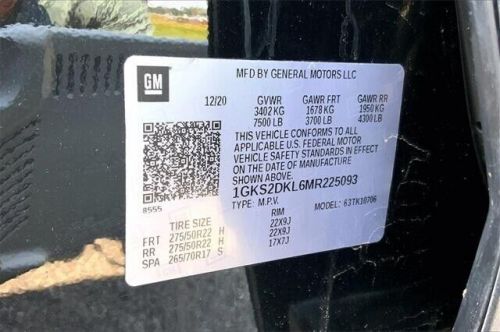 GM
MFD BY GENERAL MOTORS LLC
12/20 GVWR GAWR FRT GAWR RR
3402 KG 1678 KG 1950 KG
7500 LB 3700 LB 4300 LB
THIS VEHICLE CONFORMS TO ALL
APPLICABLE U.S. FEDERAL MOTOR
VEHICLE SAFETY STANDARDS IN EFFECT
ON THE DATE OF MANUFACTURE
SHOWN ABOVE.
1GKS2DKL6MR225093
8555
TYPE: M.P.V. MODEL: 63TK10706
TIRE SIZE RIM
FRT 275/50R22 H 22X9J
RR 275/50R22 H 22X9J
SPA 265/70R17 S 17X7J